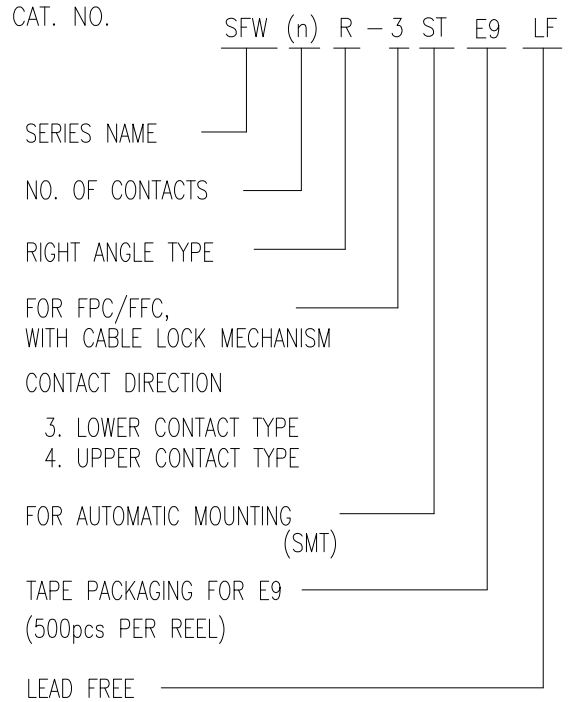 CAT. NO.
SFW (n) R - 3 ST E9 LF
SERIES NAME
NO. OF CONTACTS
RIGHT ANGLE TYPE
FOR FPC/FFC,
WITH CABLE LOCK MECHANISM
CONTACT DIRECTION
3. LOWER CONTACT TYPE
4. UPPER CONTACT TYPE
FOR AUTOMATIC MOUNTING
(SMT)
TAPE PACKAGING FOR E9
(500pcs PER REEL)
LEAD FREE